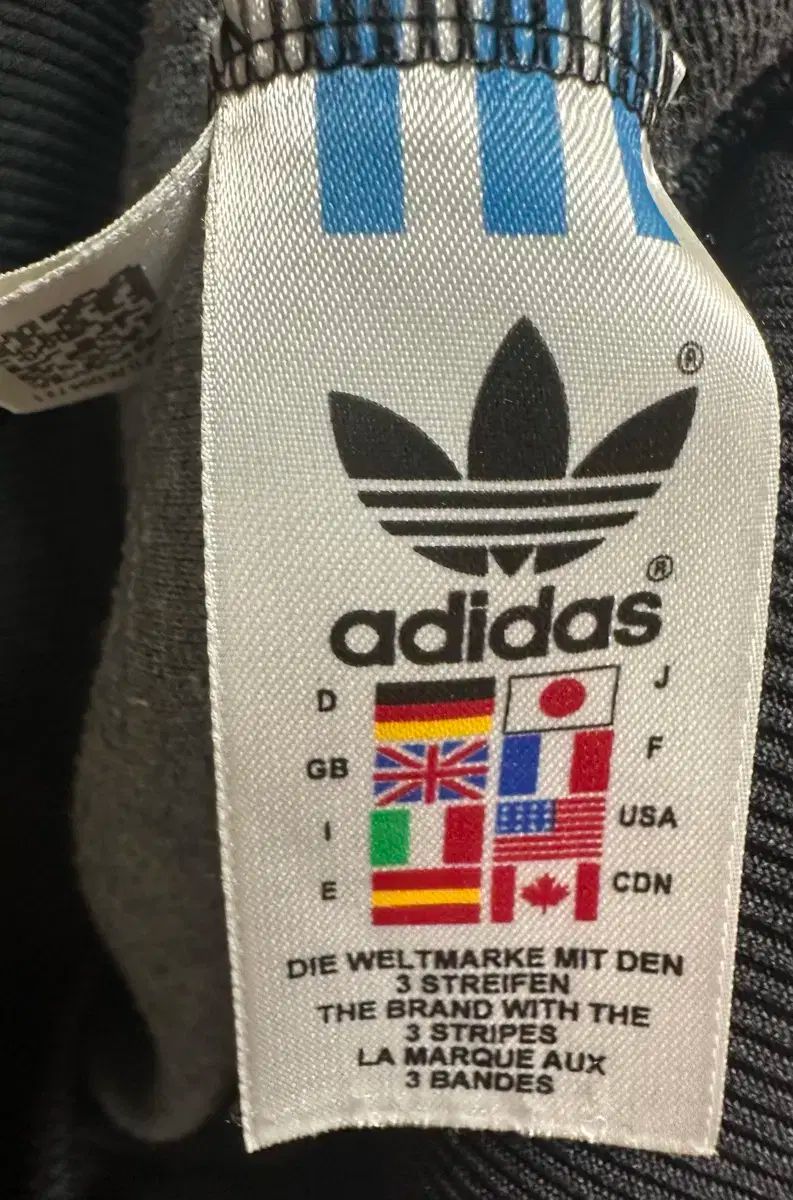 ®
adidas®
D
J
GB
F
I
USA
E
CDN
DIE WELTMARKE MIT DEN
3 STREIFEN
THE BRAND WITH THE
3 STRIPES
LA MARQUE AUX
3 BANDES